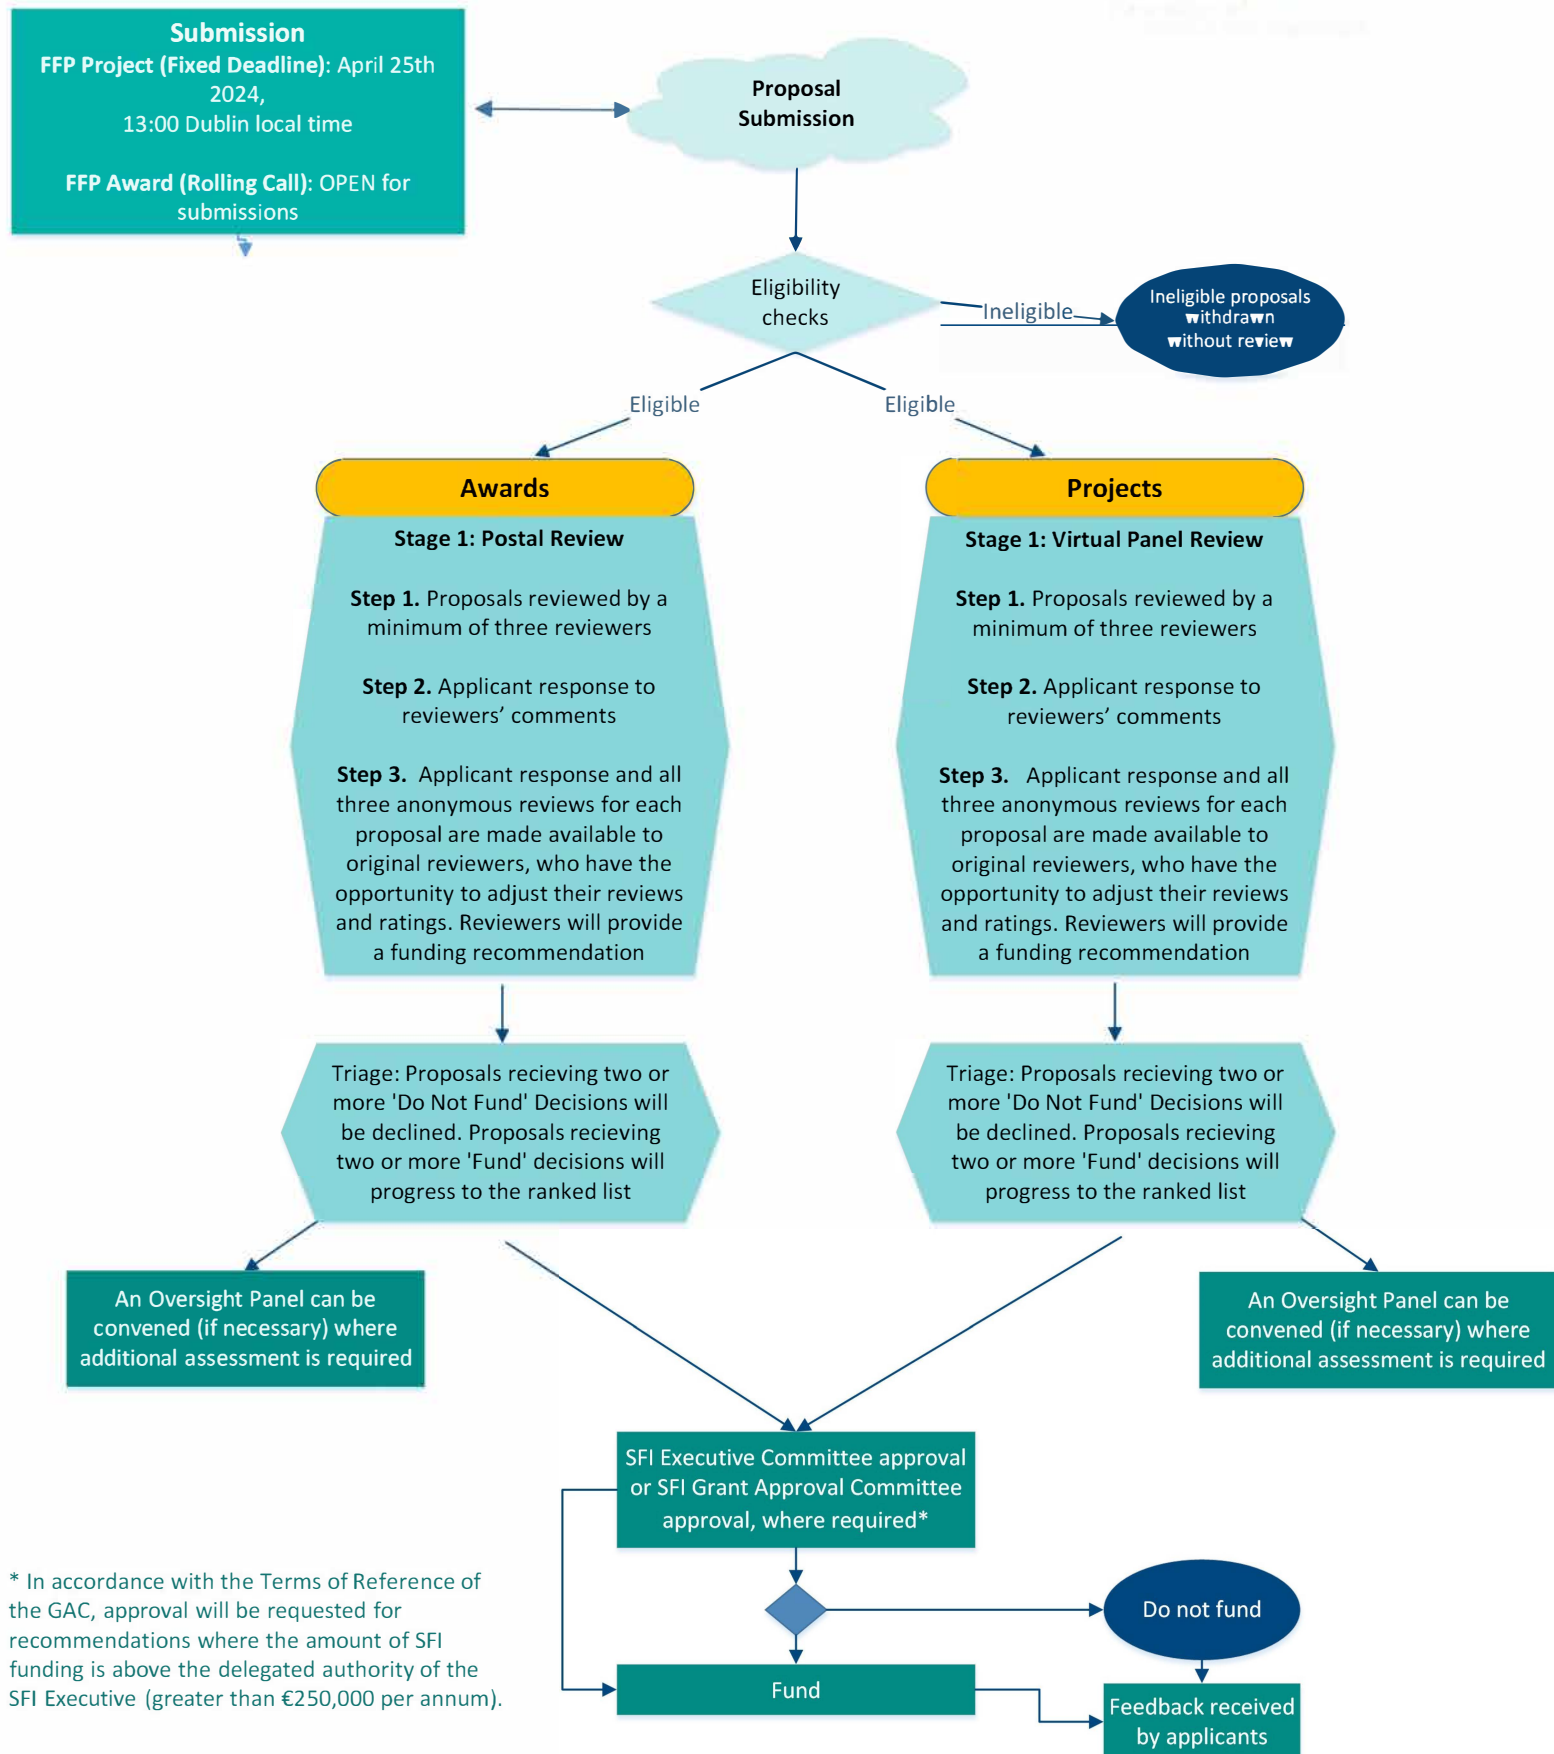 Submission
FFP Project (Fixed Deadline): April 25th
2024,
13:00 Dublin local time
FFP Award (Rolling Call): OPEN for
submissions
Proposal
Submission
Eligibility
checks
Ineligible
Ineligible proposals
withdrawn
without review
Eligible
Eligible
Awards
Stage 1: Postal Review
Step 1. Proposals reviewed by a
minimum of three reviewers
Step 2. Applicant response to
reviewers’ comments
Step 3. Applicant response and all
three anonymous reviews for each
proposal are made available to
original reviewers, who have the
opportunity to adjust their reviews
and ratings. Reviewers will provide
a funding recommendation
Projects
Stage 1: Virtual Panel Review
Step 1. Proposals reviewed by a
minimum of three reviewers
Step 2. Applicant response to
reviewers’ comments
Step 3. Applicant response and all
three anonymous reviews for each
proposal are made available to
original reviewers, who have the
opportunity to adjust their reviews
and ratings. Reviewers will provide
a funding recommendation
Triage: Proposals recieving two or
more 'Do Not Fund' Decisions will
be declined. Proposals recieving
two or more 'Fund' decisions will
progress to the ranked list
Triage: Proposals recieving two or
more 'Do Not Fund' Decisions will
be declined. Proposals recieving
two or more 'Fund' decisions will
progress to the ranked list
An Oversight Panel can be
convened (if necessary) where
additional assessment is required
An Oversight Panel can be
convened (if necessary) where
additional assessment is required
SFI Executive Committee approval
or SFI Grant Approval Committee
approval, where required*
* In accordance with the Terms of Reference of
the GAC, approval will be requested for
recommendations where the amount of SFI
funding is above the delegated authority of the
SFI Executive (greater than €250,000 per annum).
Do not fund
Fund
Feedback received
by applicants